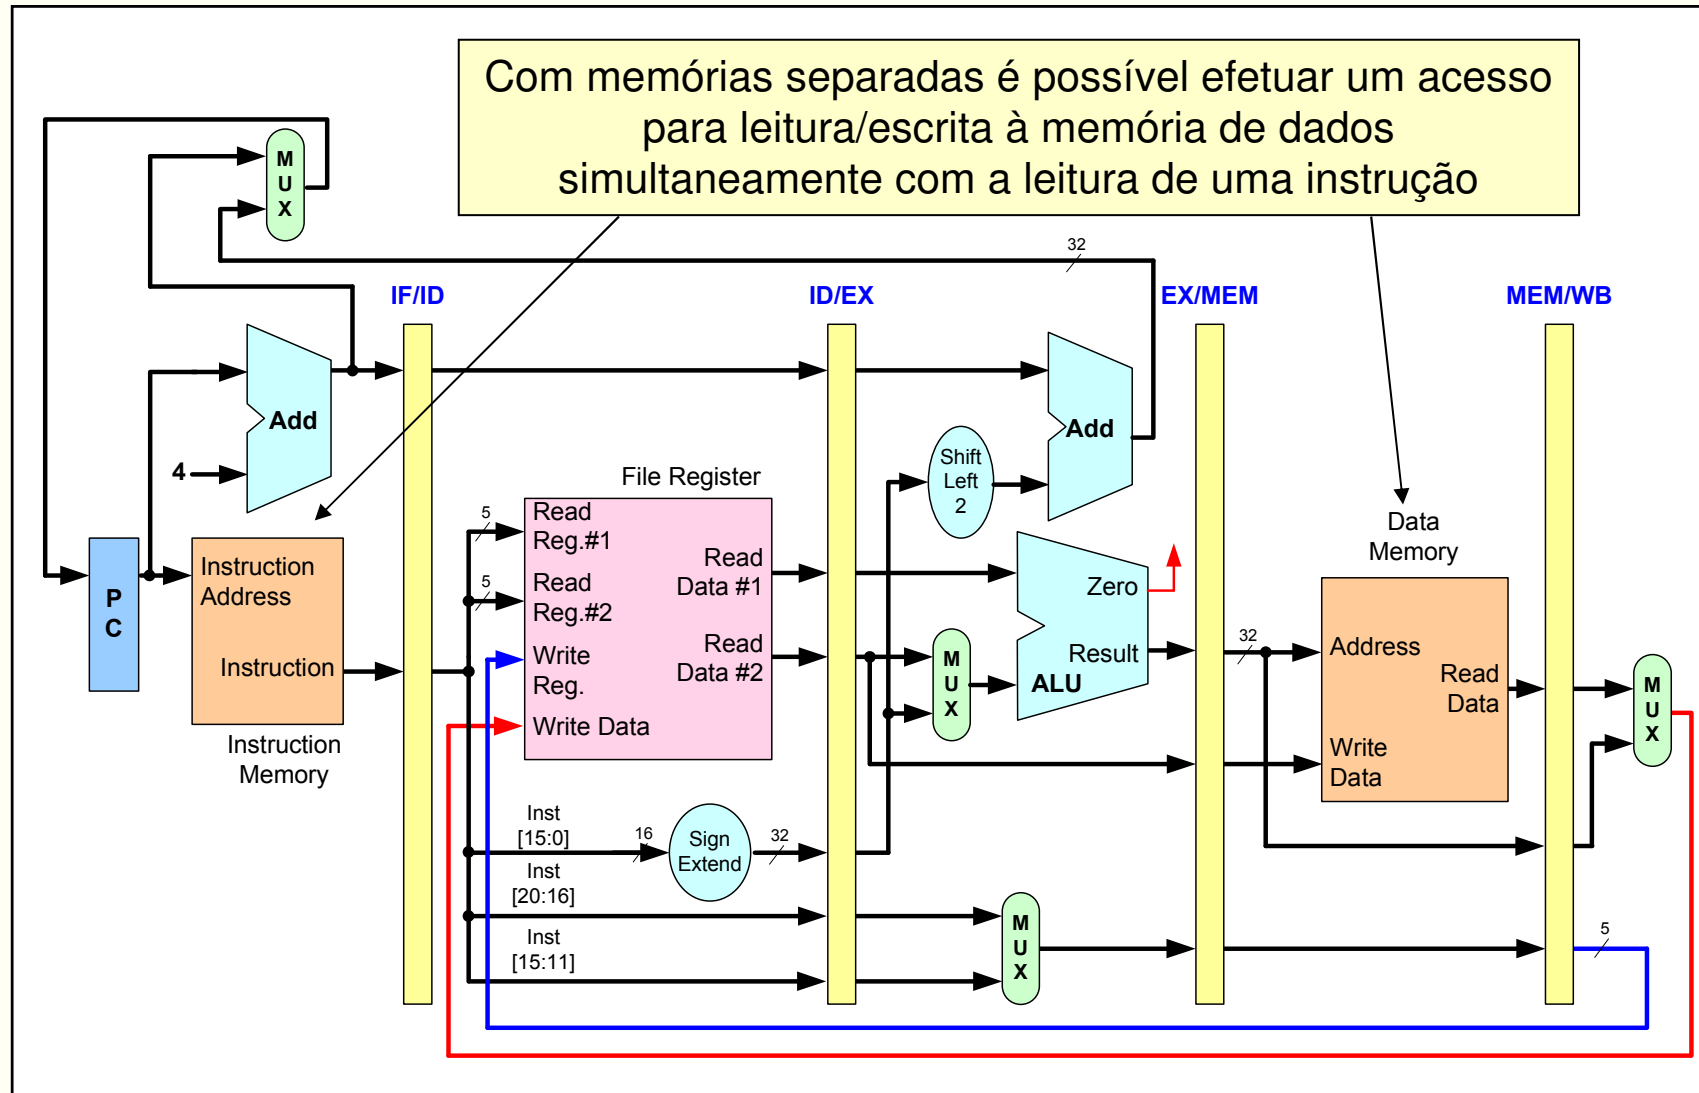 Com memórias separadas é possível efetuar um acesso
para leitura/escrita à memória de dados
simultaneamente com a leitura de uma instrução
M
U
X
32
IF/ID
ID/EX
EX/MEM
MEM/WB
Add
4
Add
Shift
Left
2
File Register
P
C
Instruction
Address
Instruction
Instruction
Memory
5
Read
Reg.#1
5
Read
Reg.#2
Write
Reg.
Write Data
Read
Data #1
Read
Data #2
M
U
X
Zero
Result
ALU
32
Data
Memory
Address
Read
Data
Write
Data
M
U
X
Inst
[15:0]
16
Sign
Extend
32
Inst
[20:16]
Inst
[15:11]
M
U
X
5